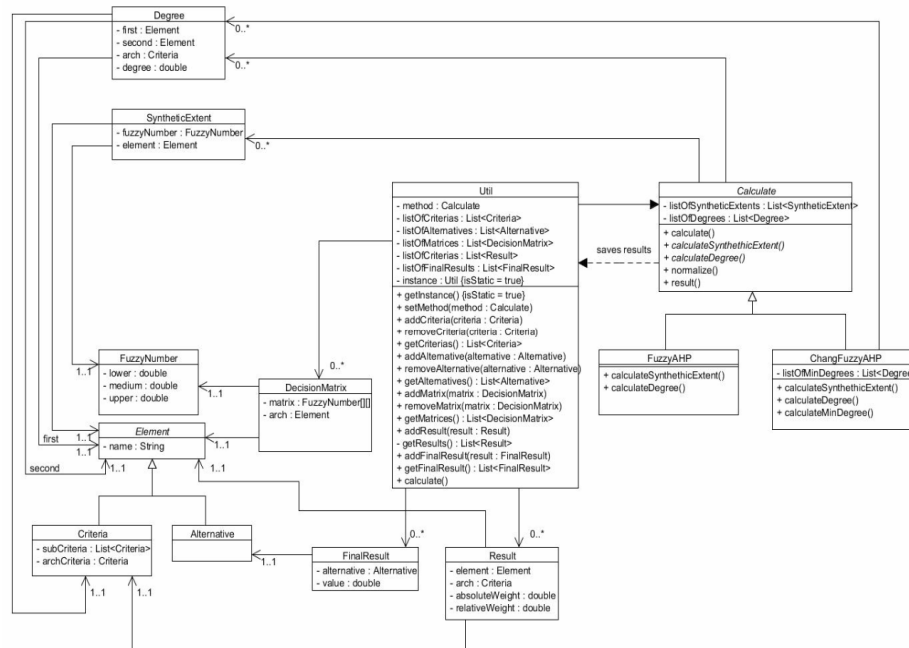 Degree
- first : Element
- second : Element
- arch : Criteria
- degree : double
0..*
0..*
SyntheticExtent
- fuzzyNumber : FuzzyNumber
- element : Element
0..*
Util
- method : Calculate
- listOfCriterias : List<Criteria>
- listOfAlternatives : List<Alternative>
- listOfMatrices : List<DecisionMatrix>
- listOfCriterias : List<Result>
- listOfFinalResults : List<FinalResult>
- instance : Util {isStatic = true}
+ getInstance() {isStatic = true}
+ setMethod(method : Calculate)
+ addCriteria(criteria : Criteria)
+ removeCriteria(criteria : Criteria)
+ getCriterias() : List<Criteria>
+ addAlternative(alternative : Alternative)
+ removeAlternative(alternative : Alternative)
+ getAlternatives() : List<Alternative>
+ addMatrix(matrix : DecisionMatrix)
+ removeMatrix(matrix : DecisionMatrix)
+ getMatrices() : List<DecisionMatrix>
+ addResult(result : Result)
- getResults() : List<Result>
+ addFinalResult(result : FinalResult)
+ getFinalResult() : List<FinalResult>
+ calculate()
Calculate
- listOfSyntheticExtents : List<SyntheticExtent>
- listOfDegrees : List<Degree>
+ calculate()
+ calculateSynthethicExtent()
+ calculateDegree()
+ normalize()
+ result()
saves results
FuzzyAHP
+ calculateSynthethicExtent()
+ calculateDegree()
ChangFuzzyAHP
- listOfMinDegrees : List<Degree
+ calculateSynthethicExtent()
+ calculateDegree()
+ calculateMinDegree()
0..*
FuzzyNumber
- lower : double
- medium : double
- upper : double
1..1
1..1
DecisionMatrix
- matrix : FuzzyNumber[][]
- arch : Element
Element
- name : String
1..1
first
1..1
second
1..1
1..1
1..1
Criteria
- subCriteria : List<Criteria>
- archCriteria : Criteria
1..1
1..1
Alternative
1..1
0..*
FinalResult
- alternative : Alternative
- value : double
0..*
Result
- element : Element
- arch : Criteria
- absoluteWeight : double
- relativeWeight : double